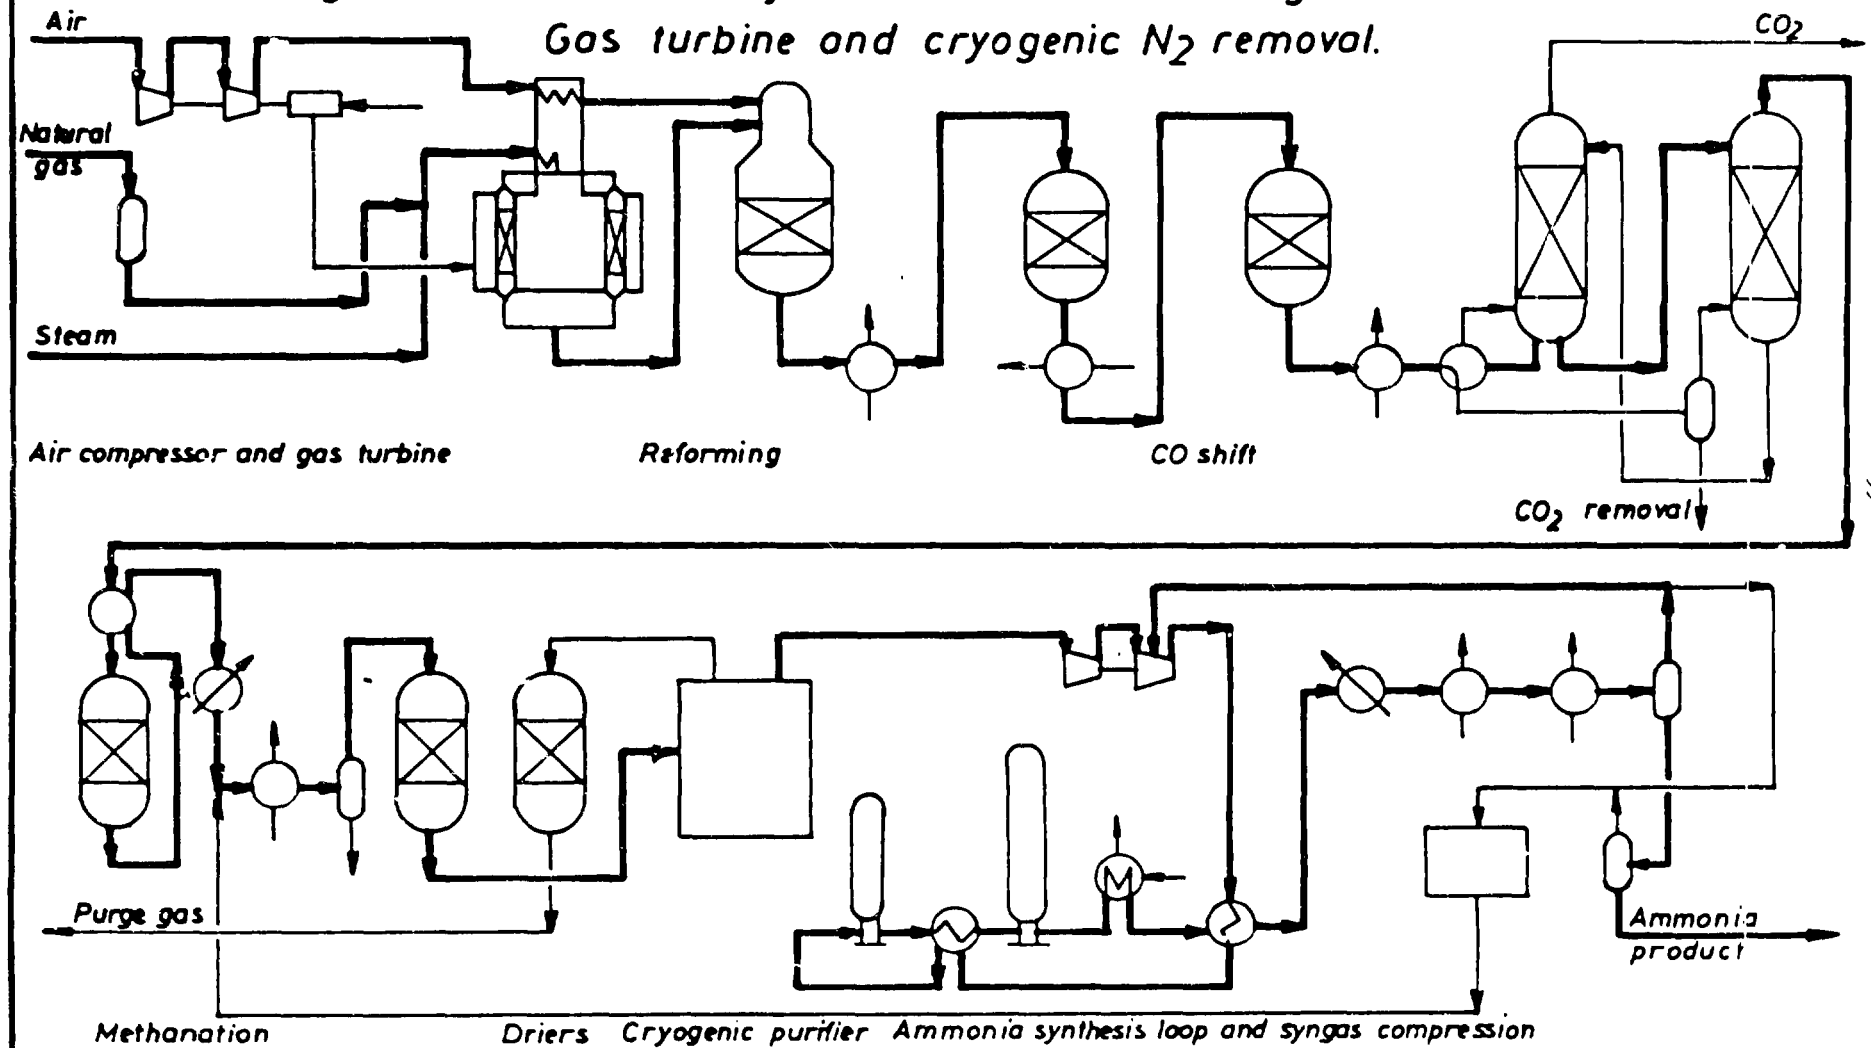 Gas turbine and cryogenic N2 removal.
Air
CO2
Natural
gas
Steam
Air compressor and gas turbine
Reforming
CO shift
CO2 removal
Purge gas
Ammonia
product
Methanation
Driers
Cryogenic purifier
Ammonia synthesis loop and syngas compression